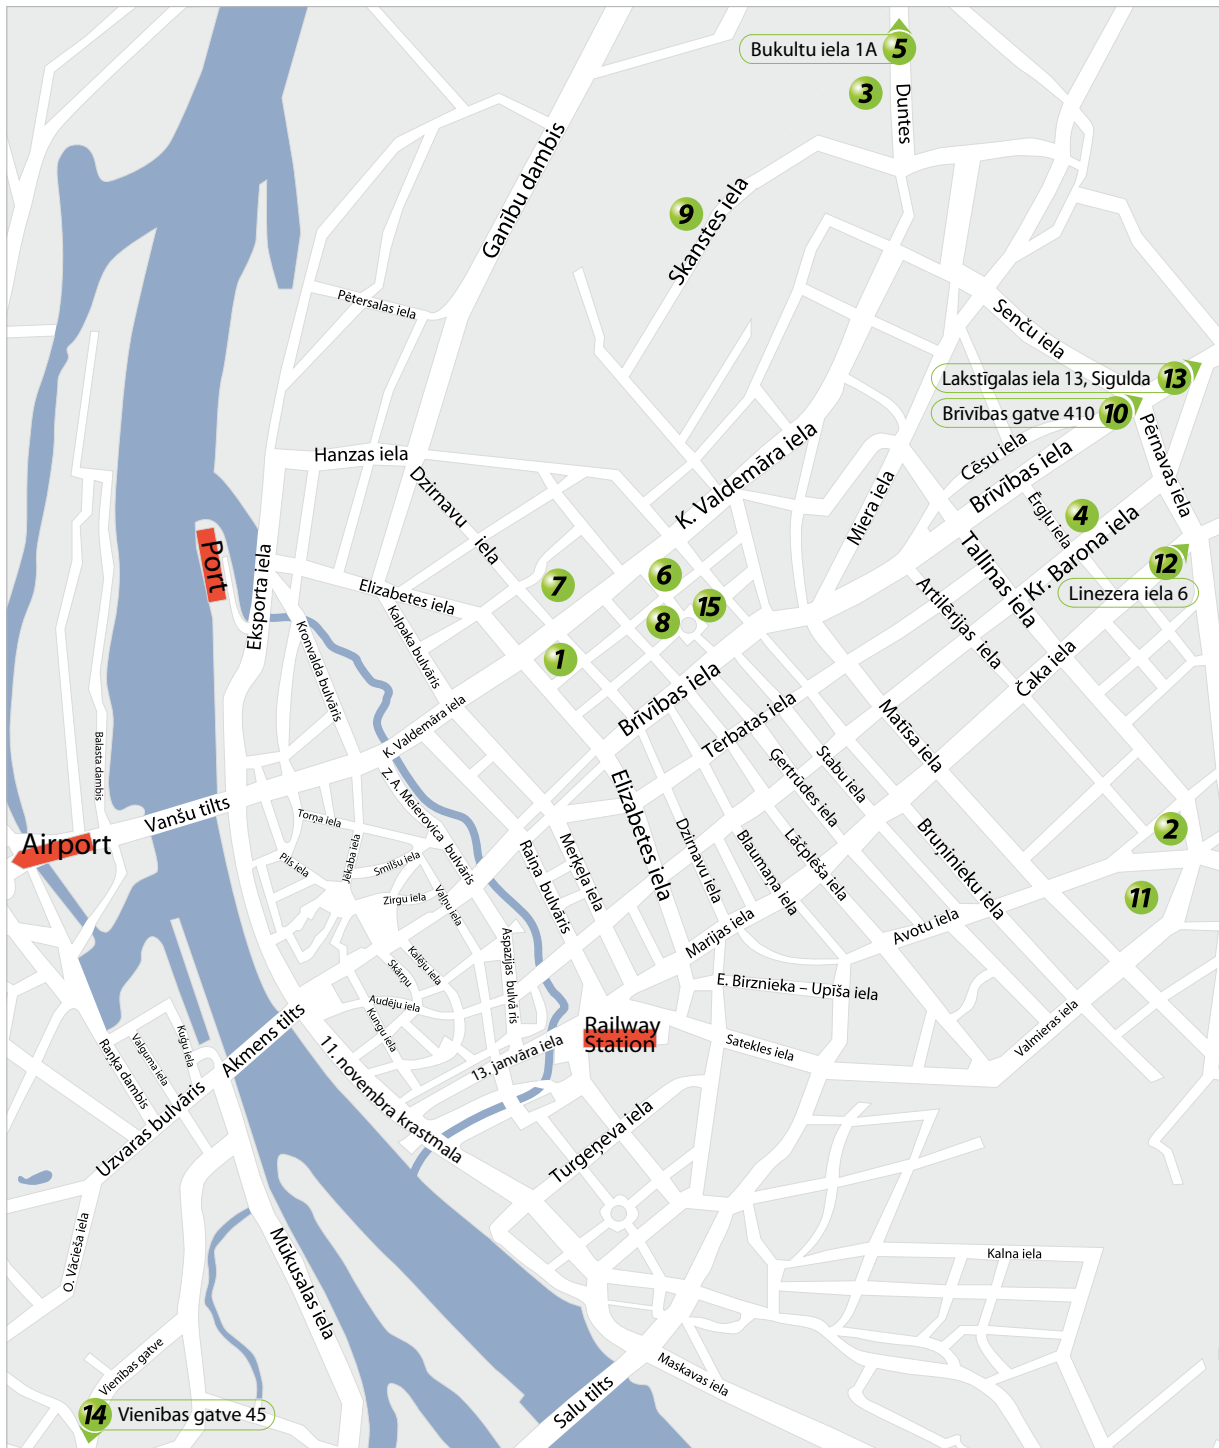 Bukultu iela 1A
5
3
Duntes
Ganību dambis
9
Skanstes iela
Pētersalas iela
Senču iela
Lakstīgalas iela 13, Sigulda
13
Brīvības gatve 410
10
Pērnavas iela
Hanzas iela
K. Valdemāra iela
Cēsu iela
Brīvības iela
Dzirnavu iela
Miera iela
Ērgļu iela
4
Kr. Barona iela
Port
Eksporta iela
Elizabetes iela
7
6
15
8
1
Tallinas iela
12
Linezera iela 6
Artilērijas iela
Kalpaka bulvāris
Kronvalda bulvāris
Čaka iela
K. Valdemāra iela
Brīvības iela
Tērbatas iela
Matīsa iela
Balasta dambis
Z. A. Meierovica bulvāris
Ģertrūdes iela
Stabu iela
Elizabetes iela
Vanšu tilts
Airport
Torņa iela
Jēkaba iela
Smilšu iela
Pils iela
Zirgu iela
Vaļņu iela
Raiņa bulvāris
Merķeļa iela
Dzirnavu iela
Blaumaņa iela
Lāčplēša iela
Bruņinieku iela
2
11
Avotu iela
Marijas iela
Aspazijas bulvā ris
Kalēju iela
Skārņu
Audēju iela
Kungu iela
E. Birznieka – Upīša iela
Railway
Station
Satekles iela
Valmieras iela
13. janvāra iela
11. novembra krastmala
Akmens tilts
Kuģu iela
Valguma iela
Raņķa dambis
Uzvaras bulvāris
Turgeņeva iela
O. Vācieša iela
Mūkusalas iela
Kalna iela
Vienības gatve
Maskavas iela
Salu tilts
14
Vienības gatve 45